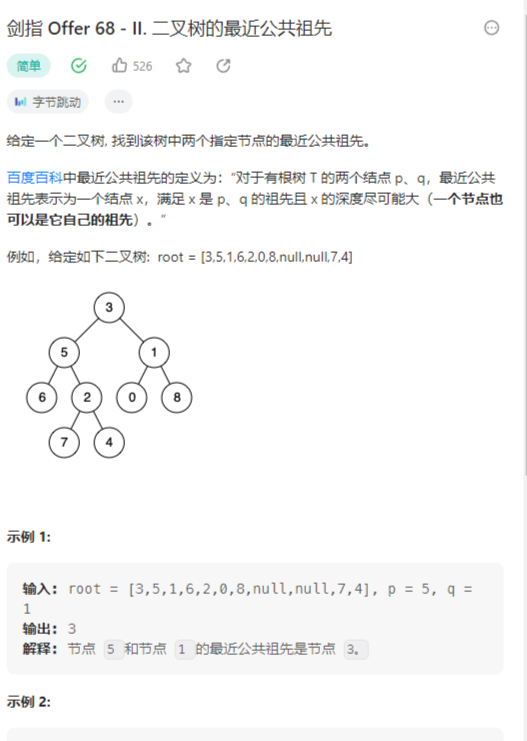 剑指 Offer 68 - II. 二叉树的最近公共祖先
简单 526
字节跳动 ...
给定一个二叉树, 找到该树中两个指定节点的最近公共祖先。
百度百科中最近公共祖先的定义为：“对于有根树 T 的两个结点 p、q，最近公共
祖先表示为一个结点 x，满足 x 是 p、q 的祖先且 x 的深度尽可能大（一个节点也
可以是它自己的祖先）。”
例如，给定如下二叉树: root = [3,5,1,6,2,0,8,null,null,7,4]
3
5 1
6 2 0 8
7 4
示例 1:
输入: root = [3,5,1,6,2,0,8,null,null,7,4], p = 5, q =
1
输出: 3
解释: 节点 5 和节点 1 的最近公共祖先是节点 3。
示例 2: